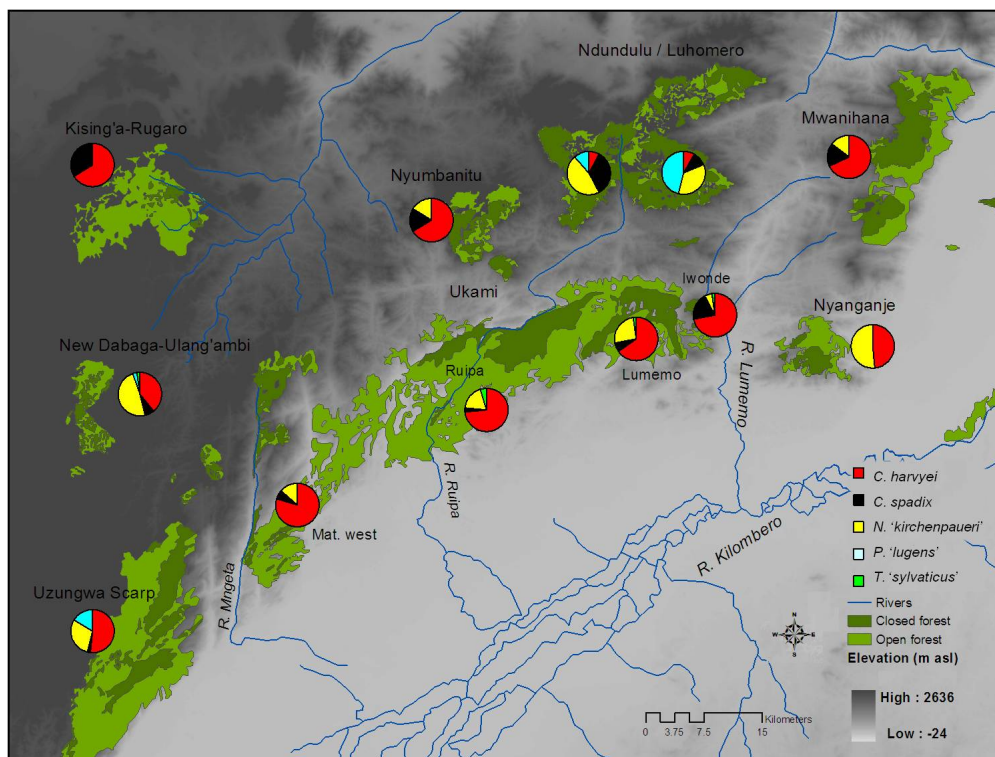 Ndundulu / Luhomero
Mwanihana
Kising'a-Rugaro
Nyumbanitu
Ukami
Iwonde
Nyanganje
New Dabaga-Ulang'ambi
Ruipa
Lumemo
R. Lumemo
R. Ruipa
Mat. west
R. Kilombero
Uzungwa Scarp
R. Mngeta
C. harvyei
C. spadix
N. 'kirchenpaueri'
P. 'lugens'
T. 'sylvaticus'
Rivers
Closed forest
Open forest
Elevation (m asl)
High : 2636
Low : -24
N
W E
S
Kilometers
0 3.75 7.5 15